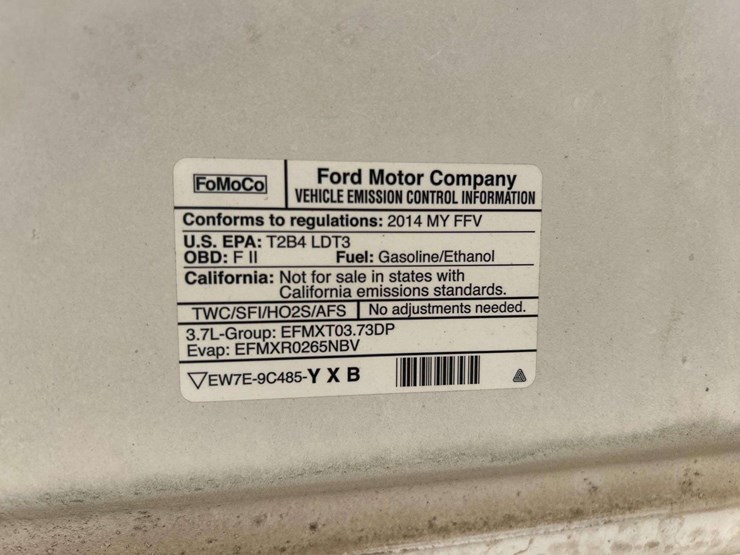 FoMoCo
Ford Motor Company
VEHICLE EMISSION CONTROL INFORMATION
Conforms to regulations: 2014 MY FFV
U.S. EPA: T2B4 LDT3
OBD: F II Fuel: Gasoline/Ethanol
California: Not for sale in states with
California emissions standards.
TWC/SFI/HO2S/AFS No adjustments needed.
3.7L-Group: EFMXT03.73DP
Evap: EFMXR0265NBV
EW7E-9C485-Y X B